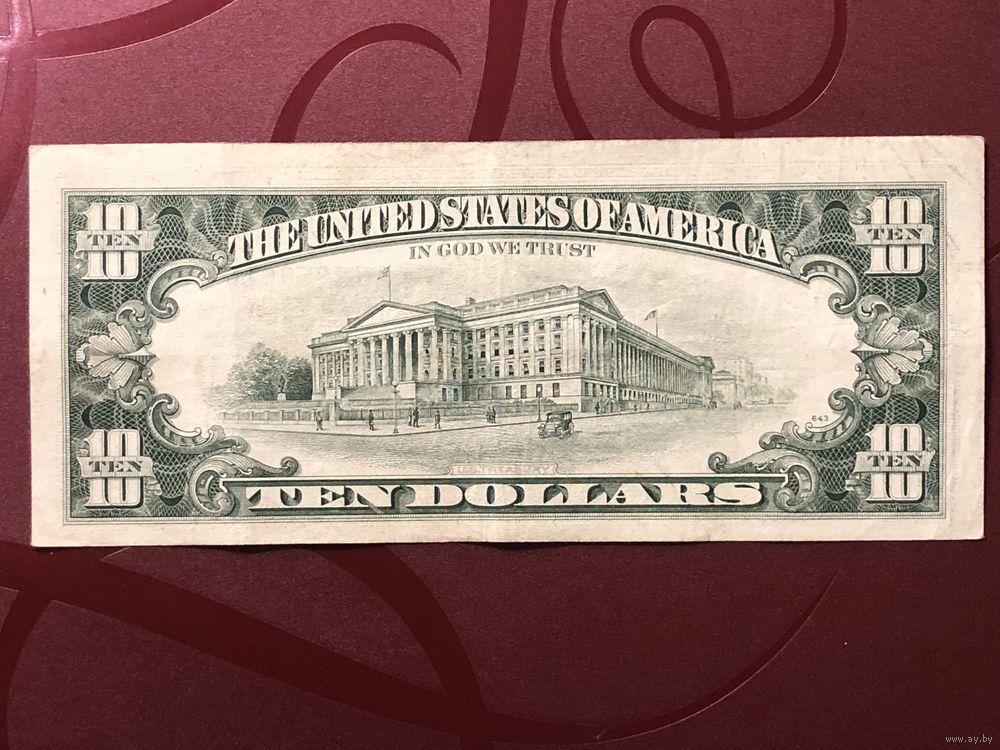 10 TEN 10
THE UNITED STATES OF AMERICA
10 TEN 10
IN GOD WE TRUST
643
10 TEN 10
U.S. TREASURY
TEN DOLLARS
10 TEN 10
www.ay.by